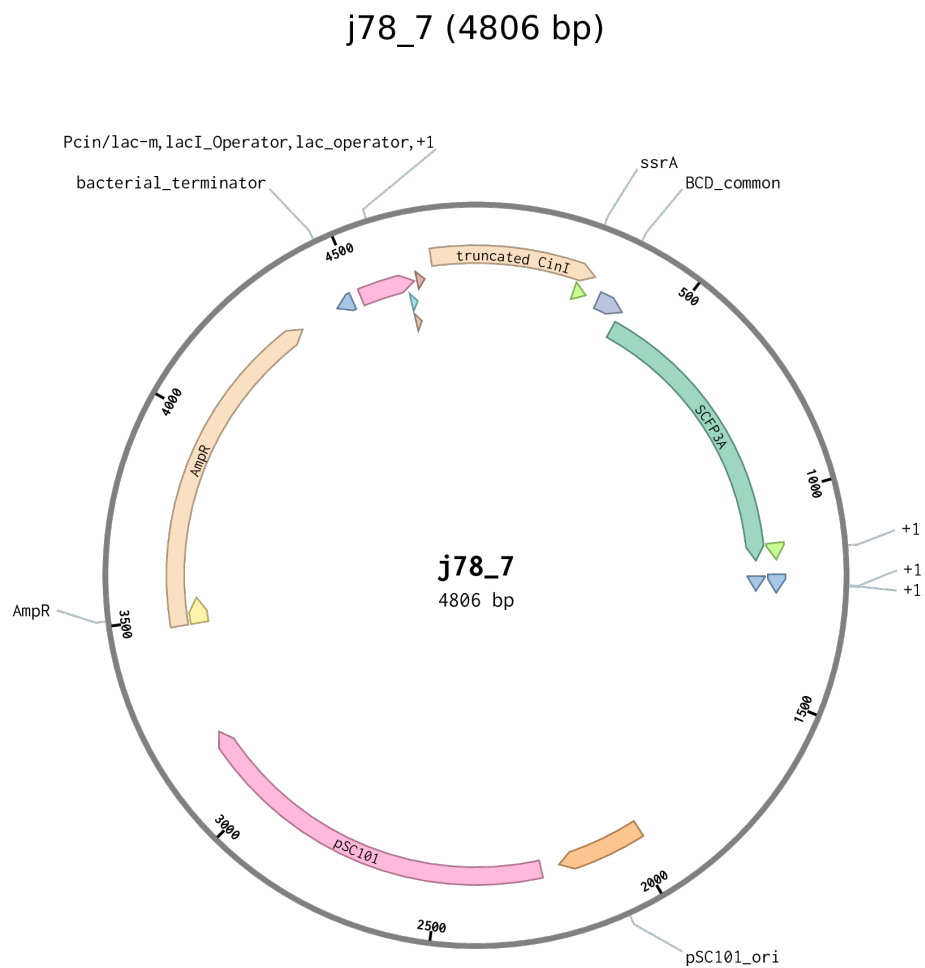 j78_7 (4806 bp)
Pcin/lac-m,lacI_Operator,lac_operator,+1
bacterial_terminator
ssrA
BCD_common
4500
truncated CinI
500
4000
SCFP3A
AmpR
1000
+1
j78_7
4806 bp
+1
+1
AmpR
3500
1500
3000
pSC101
2000
2500
pSC101_ori